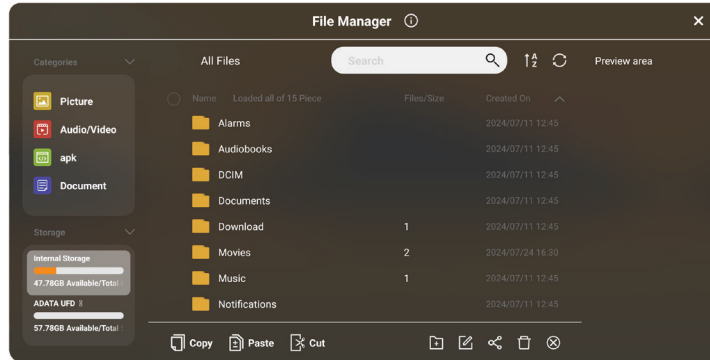 File Manager
Categories
Picture
Audio/Video
apk
Document
Storage
Internal Storage
47.78GB Available/Total
ADATA UFD
57.78GB Available/Total
All Files
Search
A
Z
Preview area
Name Loaded all of 15 Piece Files/Size Created On
Alarms 2024/07/11 12:45
Audiobooks 2024/07/11 12:45
DCIM 2024/07/11 12:45
Documents 2024/07/11 12:45
Download 1 2024/07/11 12:45
Movies 2 2024/07/24 16:30
Music 1 2024/07/11 12:45
Notifications 2024/07/11 12:45
Copy Paste Cut